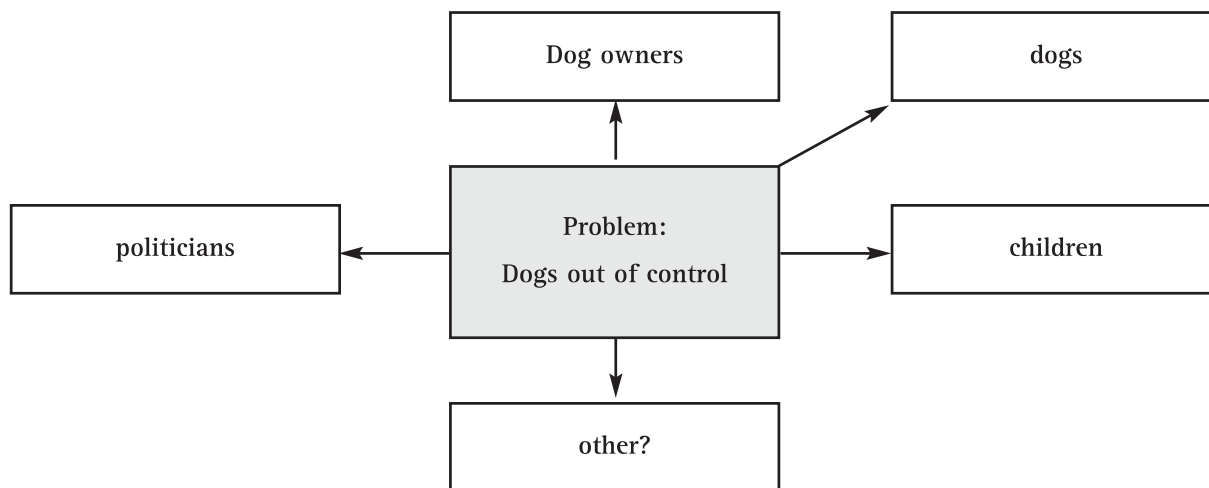 Dog owners
dogs
politicians
Problem:
Dogs out of control
children
other?